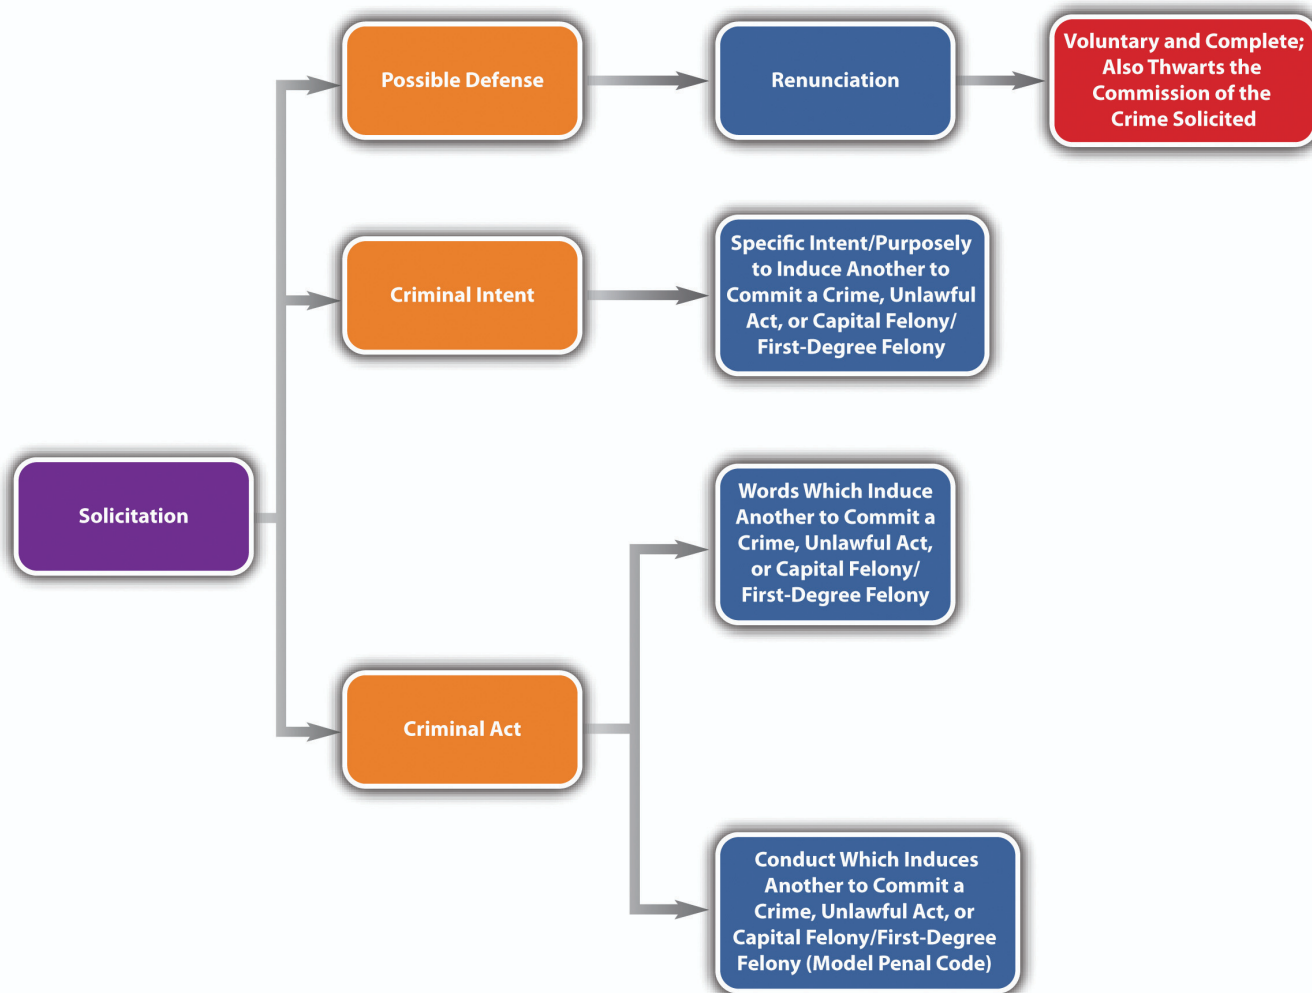 Possible Defense
Renunciation
Voluntary and Complete;
Also Thwarts the
Commission of the
Crime Solicited
Criminal Intent
Specific Intent/Purposely
to Induce Another to
Commit a Crime, Unlawful
Act, or Capital Felony/
First-Degree Felony
Solicitation
Words Which Induce
Another to Commit a
Crime, Unlawful Act,
or Capital Felony/
First-Degree Felony
Criminal Act
Conduct Which Induces
Another to Commit a
Crime, Unlawful Act, or
Capital Felony/First-Degree
Felony (Model Penal Code)